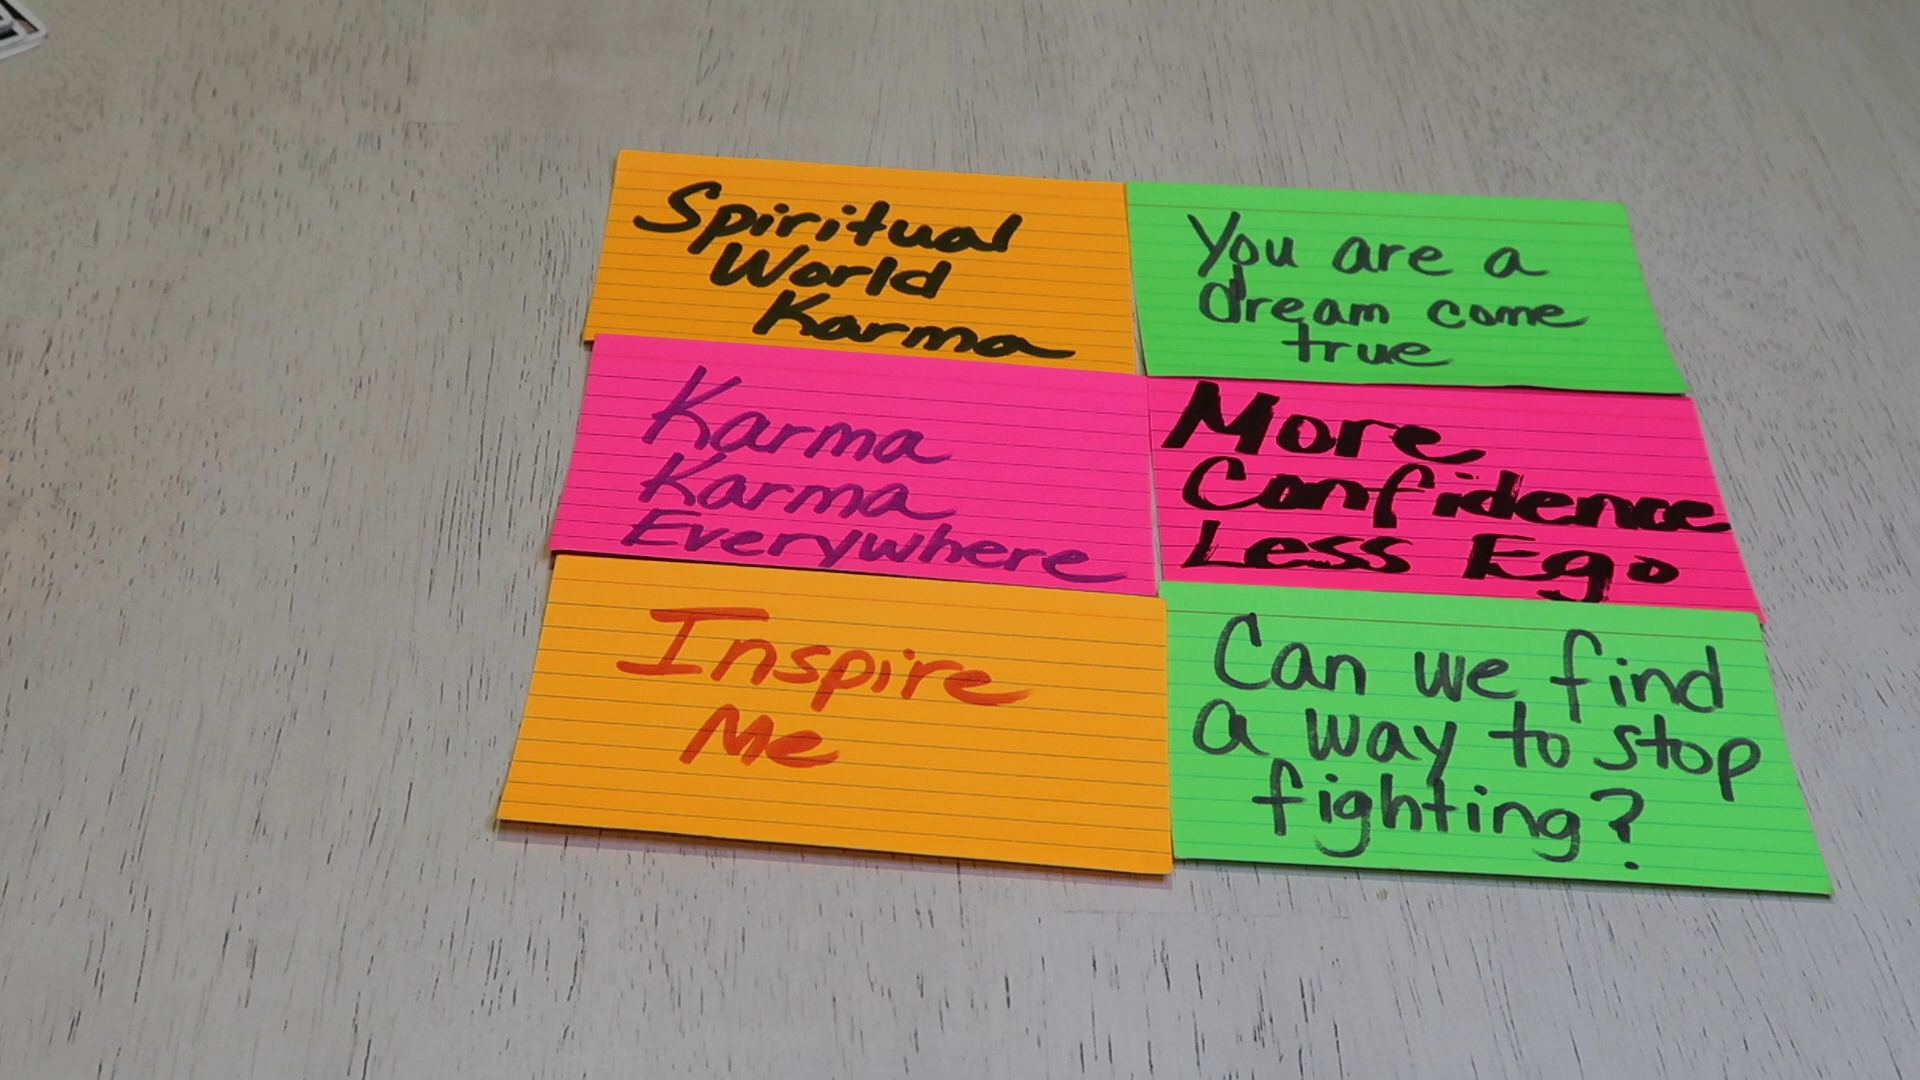 Spiritual
World
Karma
You are a
dream come
true
Karma
Karma
Everywhere
More
Confidence
Less Ego
Inspire
Me
Can we find
a way to stop
fighting?